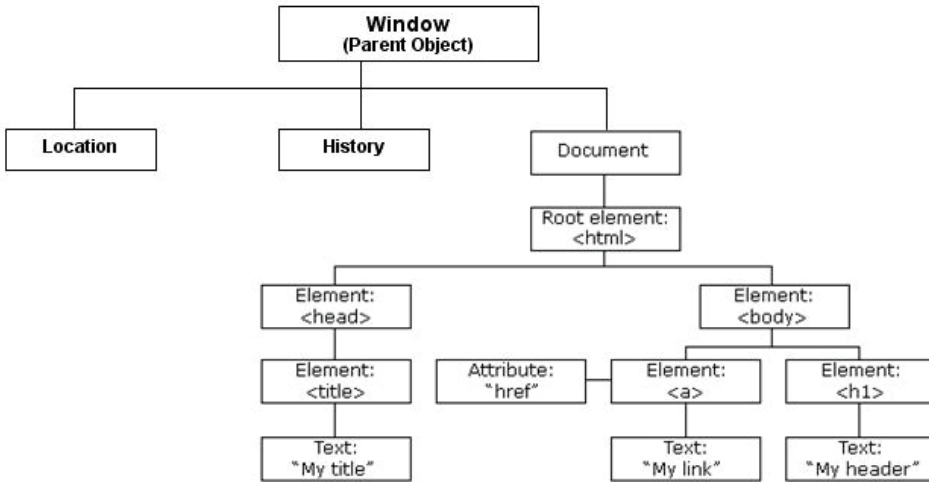 Window
(Parent Object)
Location
History
Document
Root element:
<html>
Element:
<head>
Element:
<body>
Element:
<title>
Attribute:
"href"
Element:
<a>
Element:
<h1>
Text:
"My title"
Text:
"My link"
Text:
"My header"